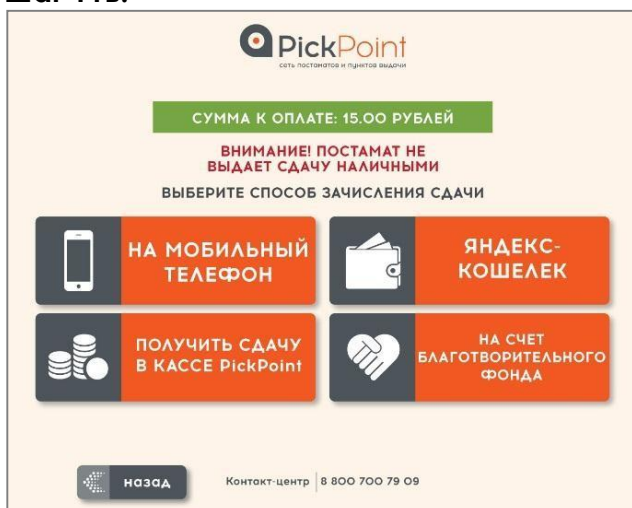 PickPoint
сеть постаматов и пунктов выдачи
СУММА К ОПЛАТЕ: 15.00 РУБЛЕЙ
ВНИМАНИЕ! ПОСТАМАТ НЕ
ВЫДАЕТ СДАЧУ НАЛИЧНЫМИ
ВЫБЕРИТЕ СПОСОБ ЗАЧИСЛЕНИЯ СДАЧИ
НА МОБИЛЬНЫЙ
ТЕЛЕФОН
ЯНДЕКС-
КОШЕЛЕК
ПОЛУЧИТЬ СДАЧУ
В КАССЕ PickPoint
НА СЧЕТ
БЛАГОТВОРИТЕЛЬНОГО
ФОНДА
назад
Контакт-центр 8 800 700 79 09